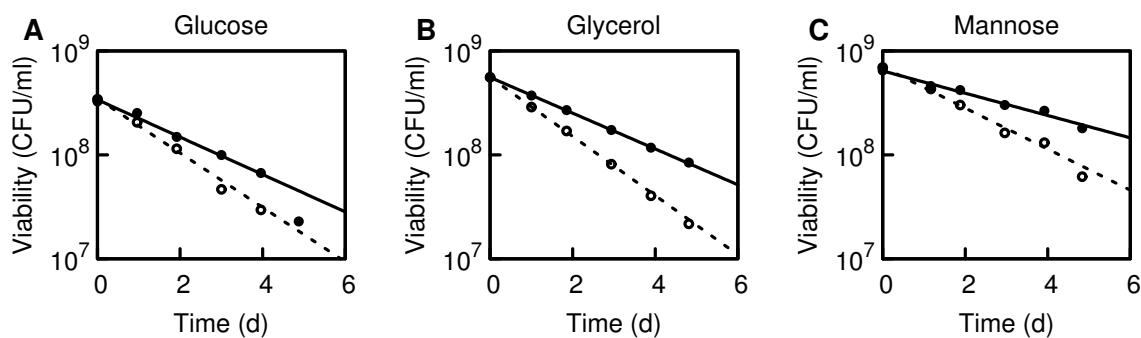 A Glucose
Viability (CFU/ml)
10^9
10^8
10^7
0 2 4 6
Time (d)
B Glycerol
Viability (CFU/ml)
10^9
10^8
10^7
0 2 4 6
Time (d)
C Mannose
Viability (CFU/ml)
10^9
10^8
10^7
0 2 4 6
Time (d)